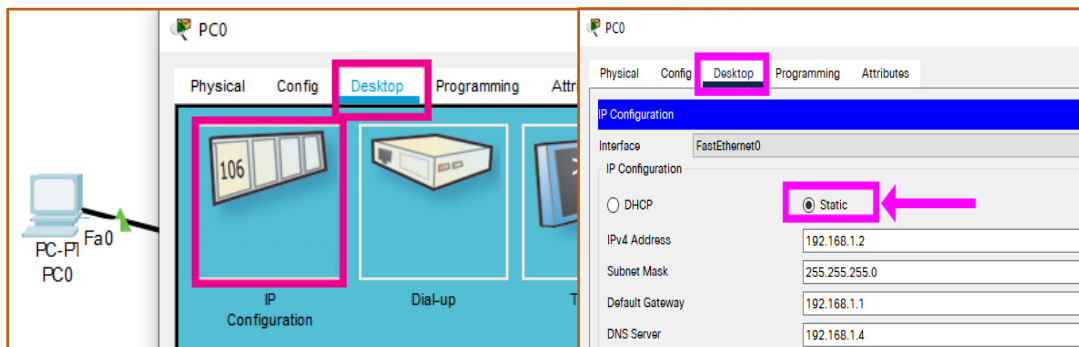 PC0
Physical Config Desktop Programming Attri
106
IP
Configuration
Dial-up
T
Fa0
PC-PT
PC0
PC0
Physical Config Desktop Programming Attributes
IP Configuration
Interface FastEthernet0
IP Configuration
DHCP Static
IPv4 Address 192.168.1.2
Subnet Mask 255.255.255.0
Default Gateway 192.168.1.1
DNS Server 192.168.1.4